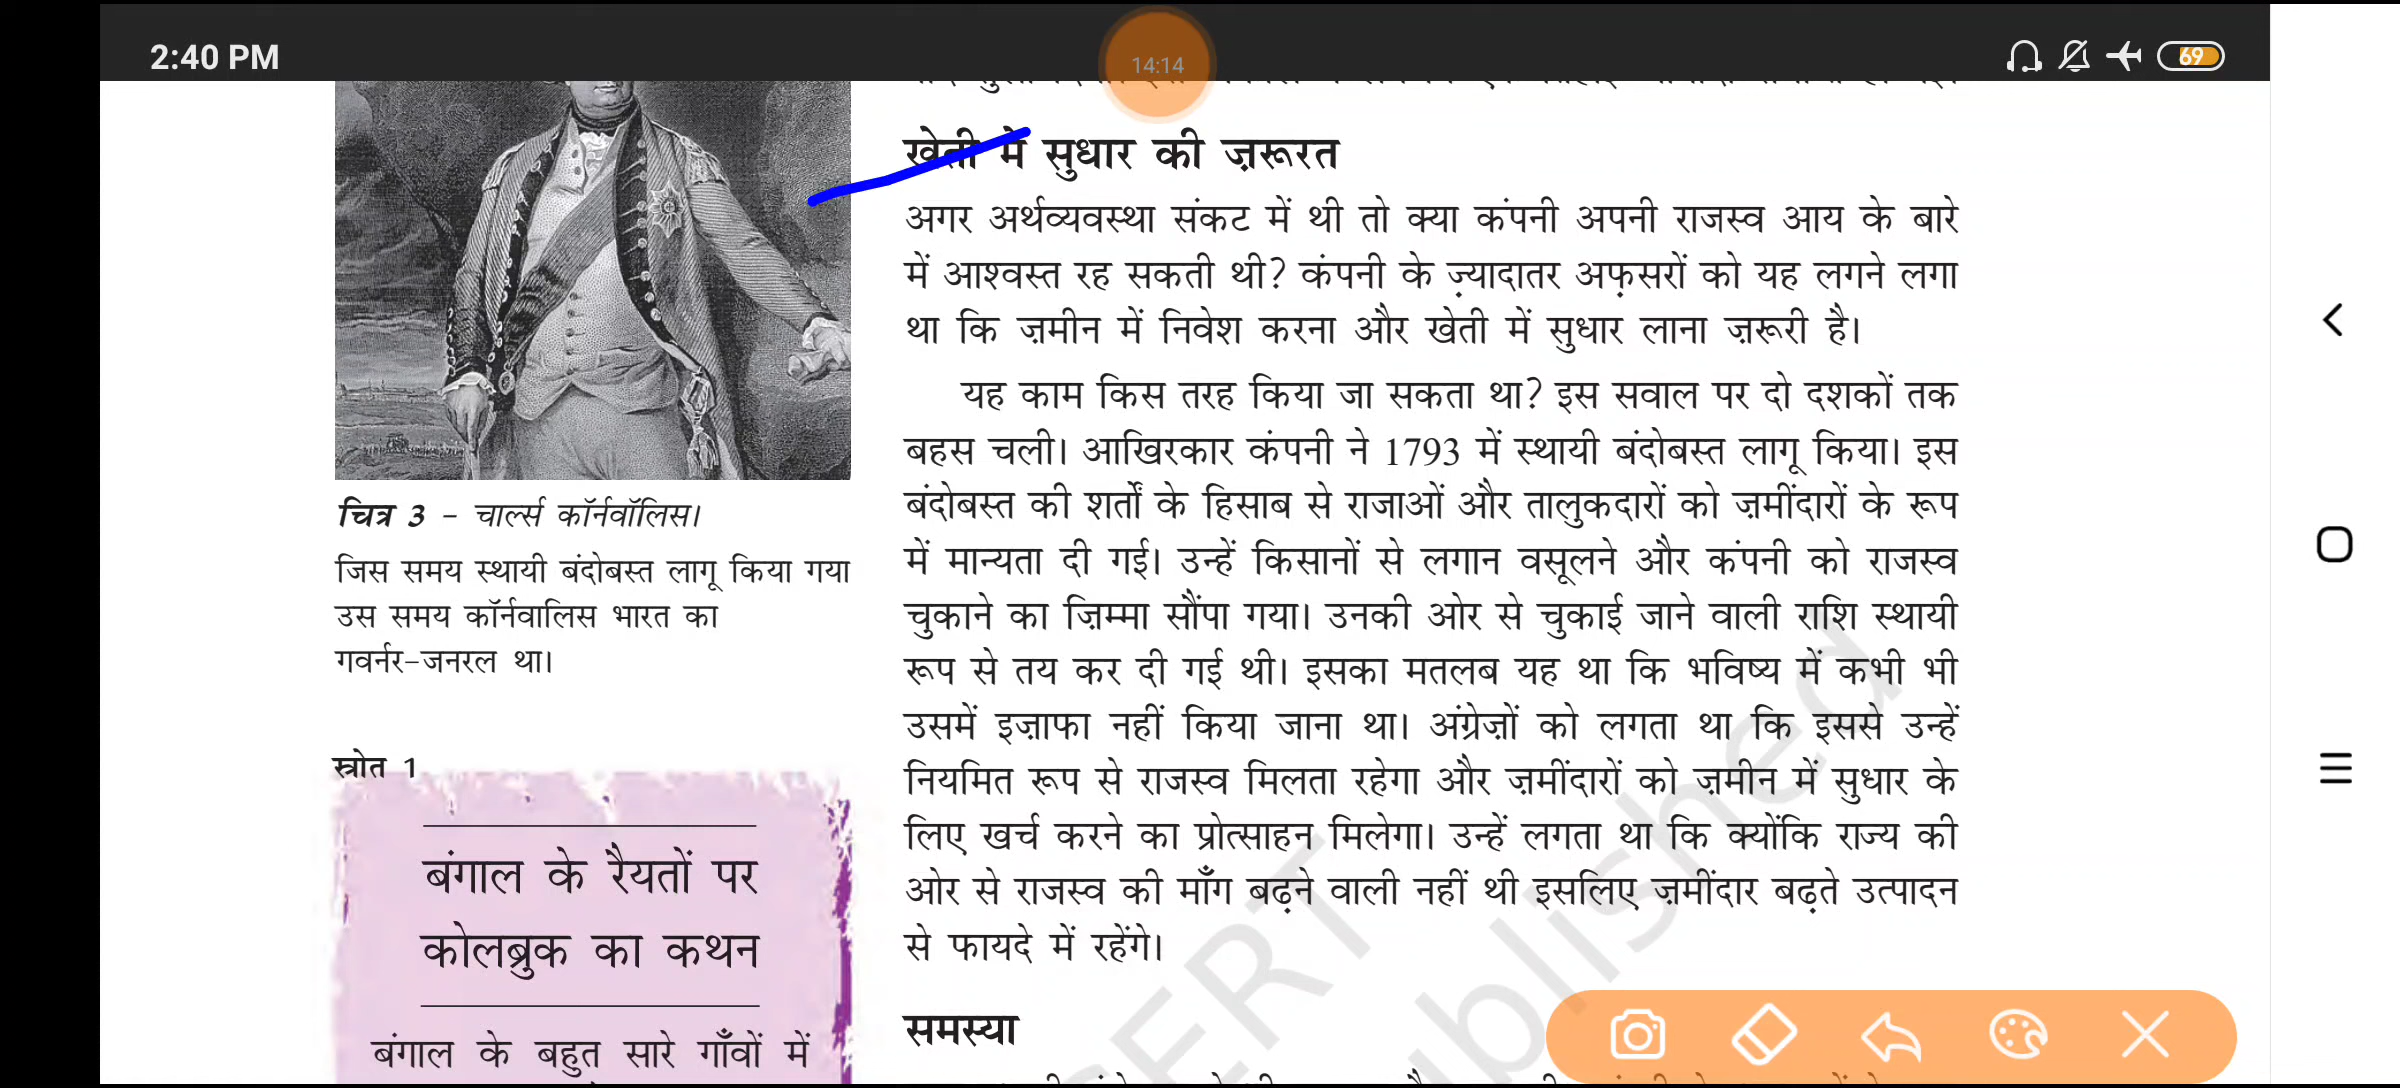 2:40 PM
14:14
69
खेती में सुधार की ज़रूरत
अगर अर्थव्यवस्था संकट में थी तो क्या कंपनी अपनी राजस्व आय के बारे
में आश्वस्त रह सकती थी? कंपनी के ज़्यादातर अफ़सरों को यह लगने लगा
था कि ज़मीन में निवेश करना और खेती में सुधार लाना ज़रूरी है।
यह काम किस तरह किया जा सकता था? इस सवाल पर दो दशकों तक
बहस चली। आखिरकार कंपनी ने 1793 में स्थायी बंदोबस्त लागू किया। इस
बंदोबस्त की शर्तों के हिसाब से राजाओं और तालुकदारों को ज़मींदारों के रूप
में मान्यता दी गई। उन्हें किसानों से लगान वसूलने और कंपनी को राजस्व
चुकाने का ज़िम्मा सौंपा गया। उनकी ओर से चुकाई जाने वाली राशि स्थायी
रूप से तय कर दी गई थी। इसका मतलब यह था कि भविष्य में कभी भी
उसमें इज़ाफा नहीं किया जाना था। अंग्रेज़ों को लगता था कि इससे उन्हें
नियमित रूप से राजस्व मिलता रहेगा और ज़मींदारों को ज़मीन में सुधार के
लिए खर्च करने का प्रोत्साहन मिलेगा। उन्हें लगता था कि क्योंकि राज्य की
ओर से राजस्व की माँग बढ़ने वाली नहीं थी इसलिए ज़मींदार बढ़ते उत्पादन
से फायदे में रहेंगे।
समस्या
चित्र 3 – चार्ल्स कॉर्नवॉलिस।
जिस समय स्थायी बंदोबस्त लागू किया गया
उस समय कॉर्नवालिस भारत का
गवर्नर-जनरल था।
स्त्रोत 1
बंगाल के रैयतों पर
कोलब्रुक का कथन
बंगाल के बहुत सारे गाँवों में